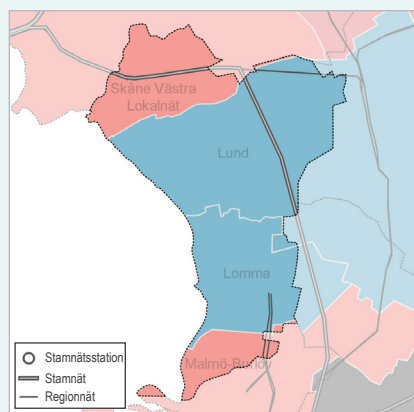 Skåne Västra
Lokalnät
Lund
Lomma
Malmö-Burlöv
Stamnätsstation
Stamnät
Regionnät